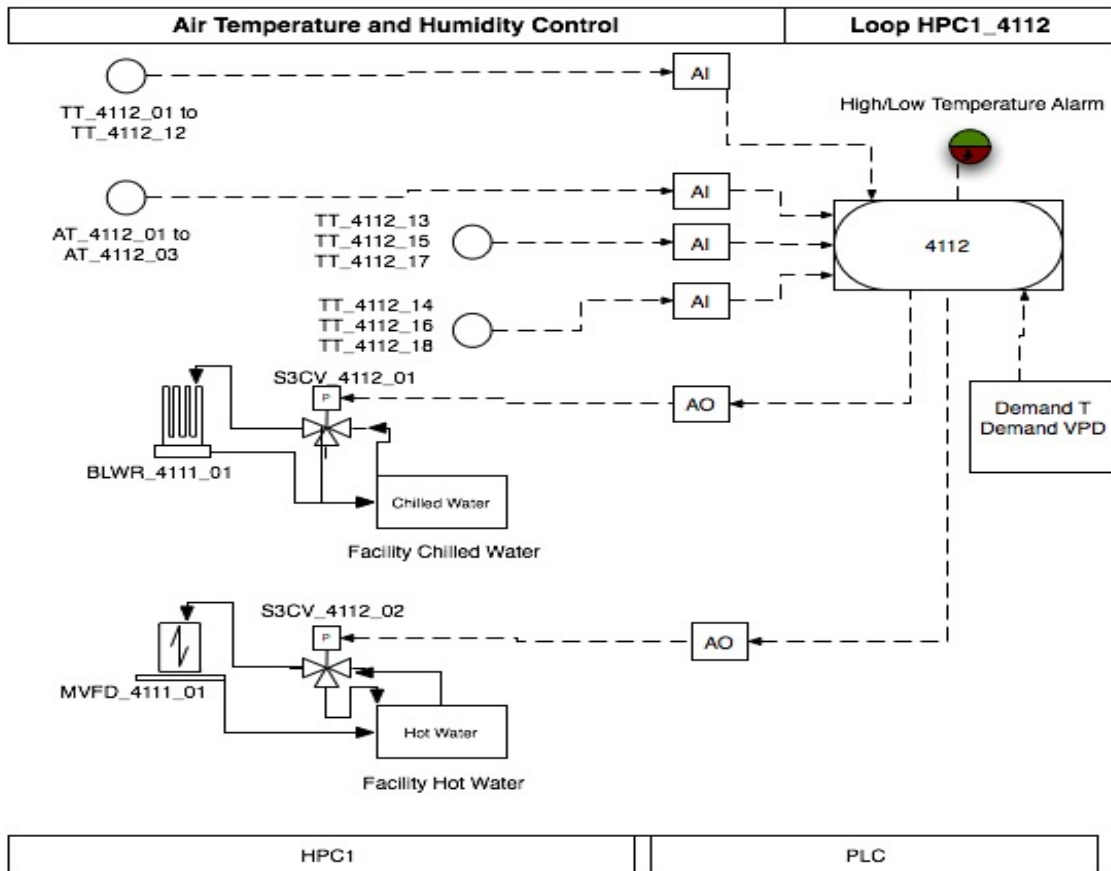 Air Temperature and Humidity Control
Loop HPC1_4112
AI
TT_4112_01 to
TT_4112_12
High/Low Temperature Alarm
AI
AT_4112_01 to
AT_4112_03
TT_4112_13
TT_4112_15
TT_4112_17
AI
4112
TT_4112_14
TT_4112_16
TT_4112_18
AI
S3CV_4112_01
P
AO
Demand T
Demand VPD
BLWR_4111_01
Chilled Water
Facility Chilled Water
S3CV_4112_02
P
AO
MVFD_4111_01
Hot Water
Facility Hot Water
HPC1
PLC